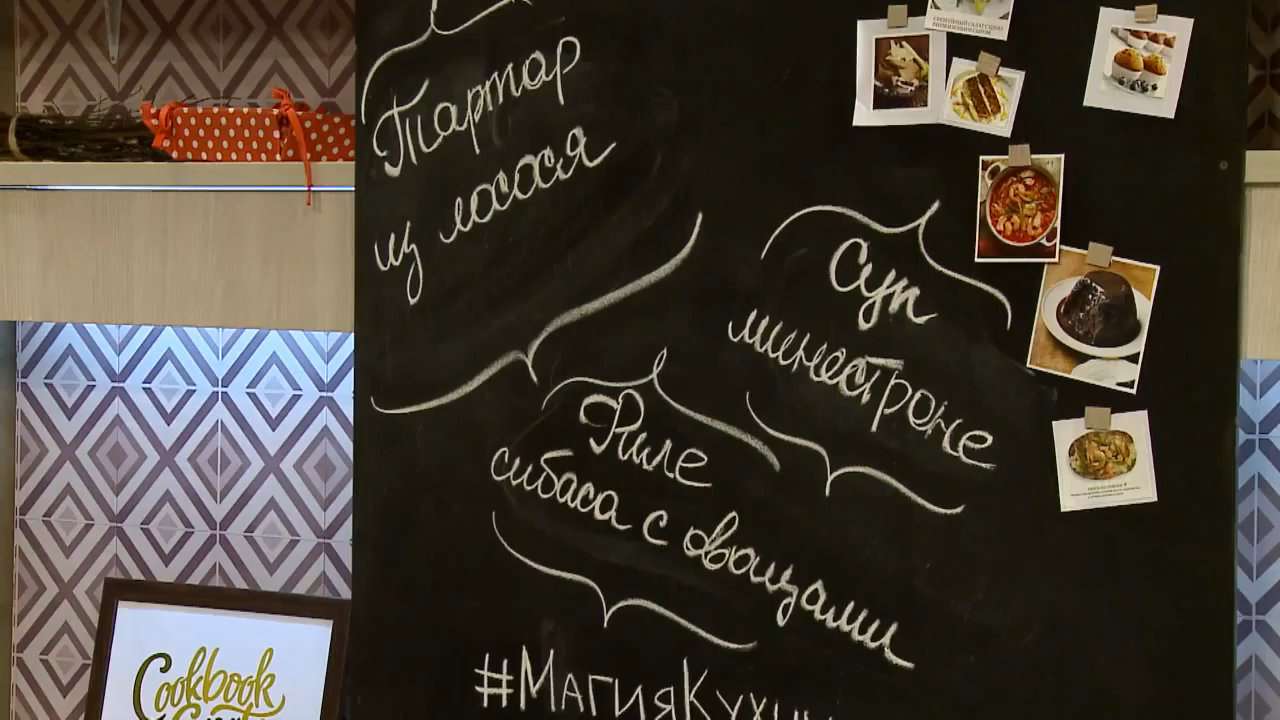 Тартар
из лосося
Суп
минестроне
Филе
сибаса с овощами
#МагияКухни
Cookbook